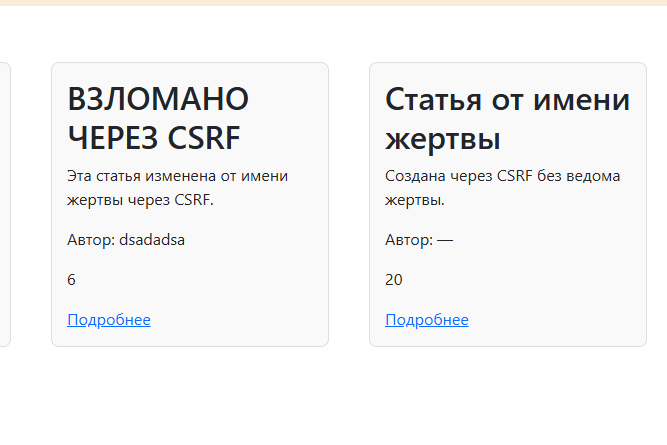 ВЗЛОМАНО
ЧЕРЕЗ CSRF
Эта статья изменена от имени
жертвы через CSRF.
Автор: dsadadsa
6
Подробнее
Статья от имени
жертвы
Создана через CSRF без ведома
жертвы.
Автор: —
20
Подробнее